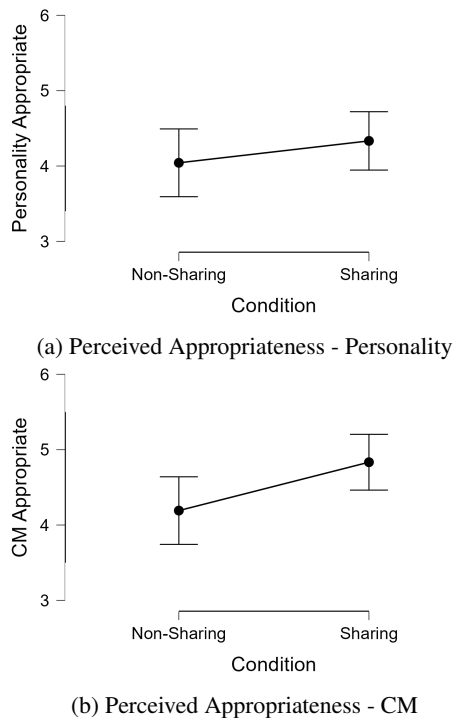 6
5
Personality Appropriate
4
3
Non-Sharing Sharing
Condition
(a) Perceived Appropriateness - Personality
6
5
CM Appropriate
4
3
Non-Sharing Sharing
Condition
(b) Perceived Appropriateness - CM